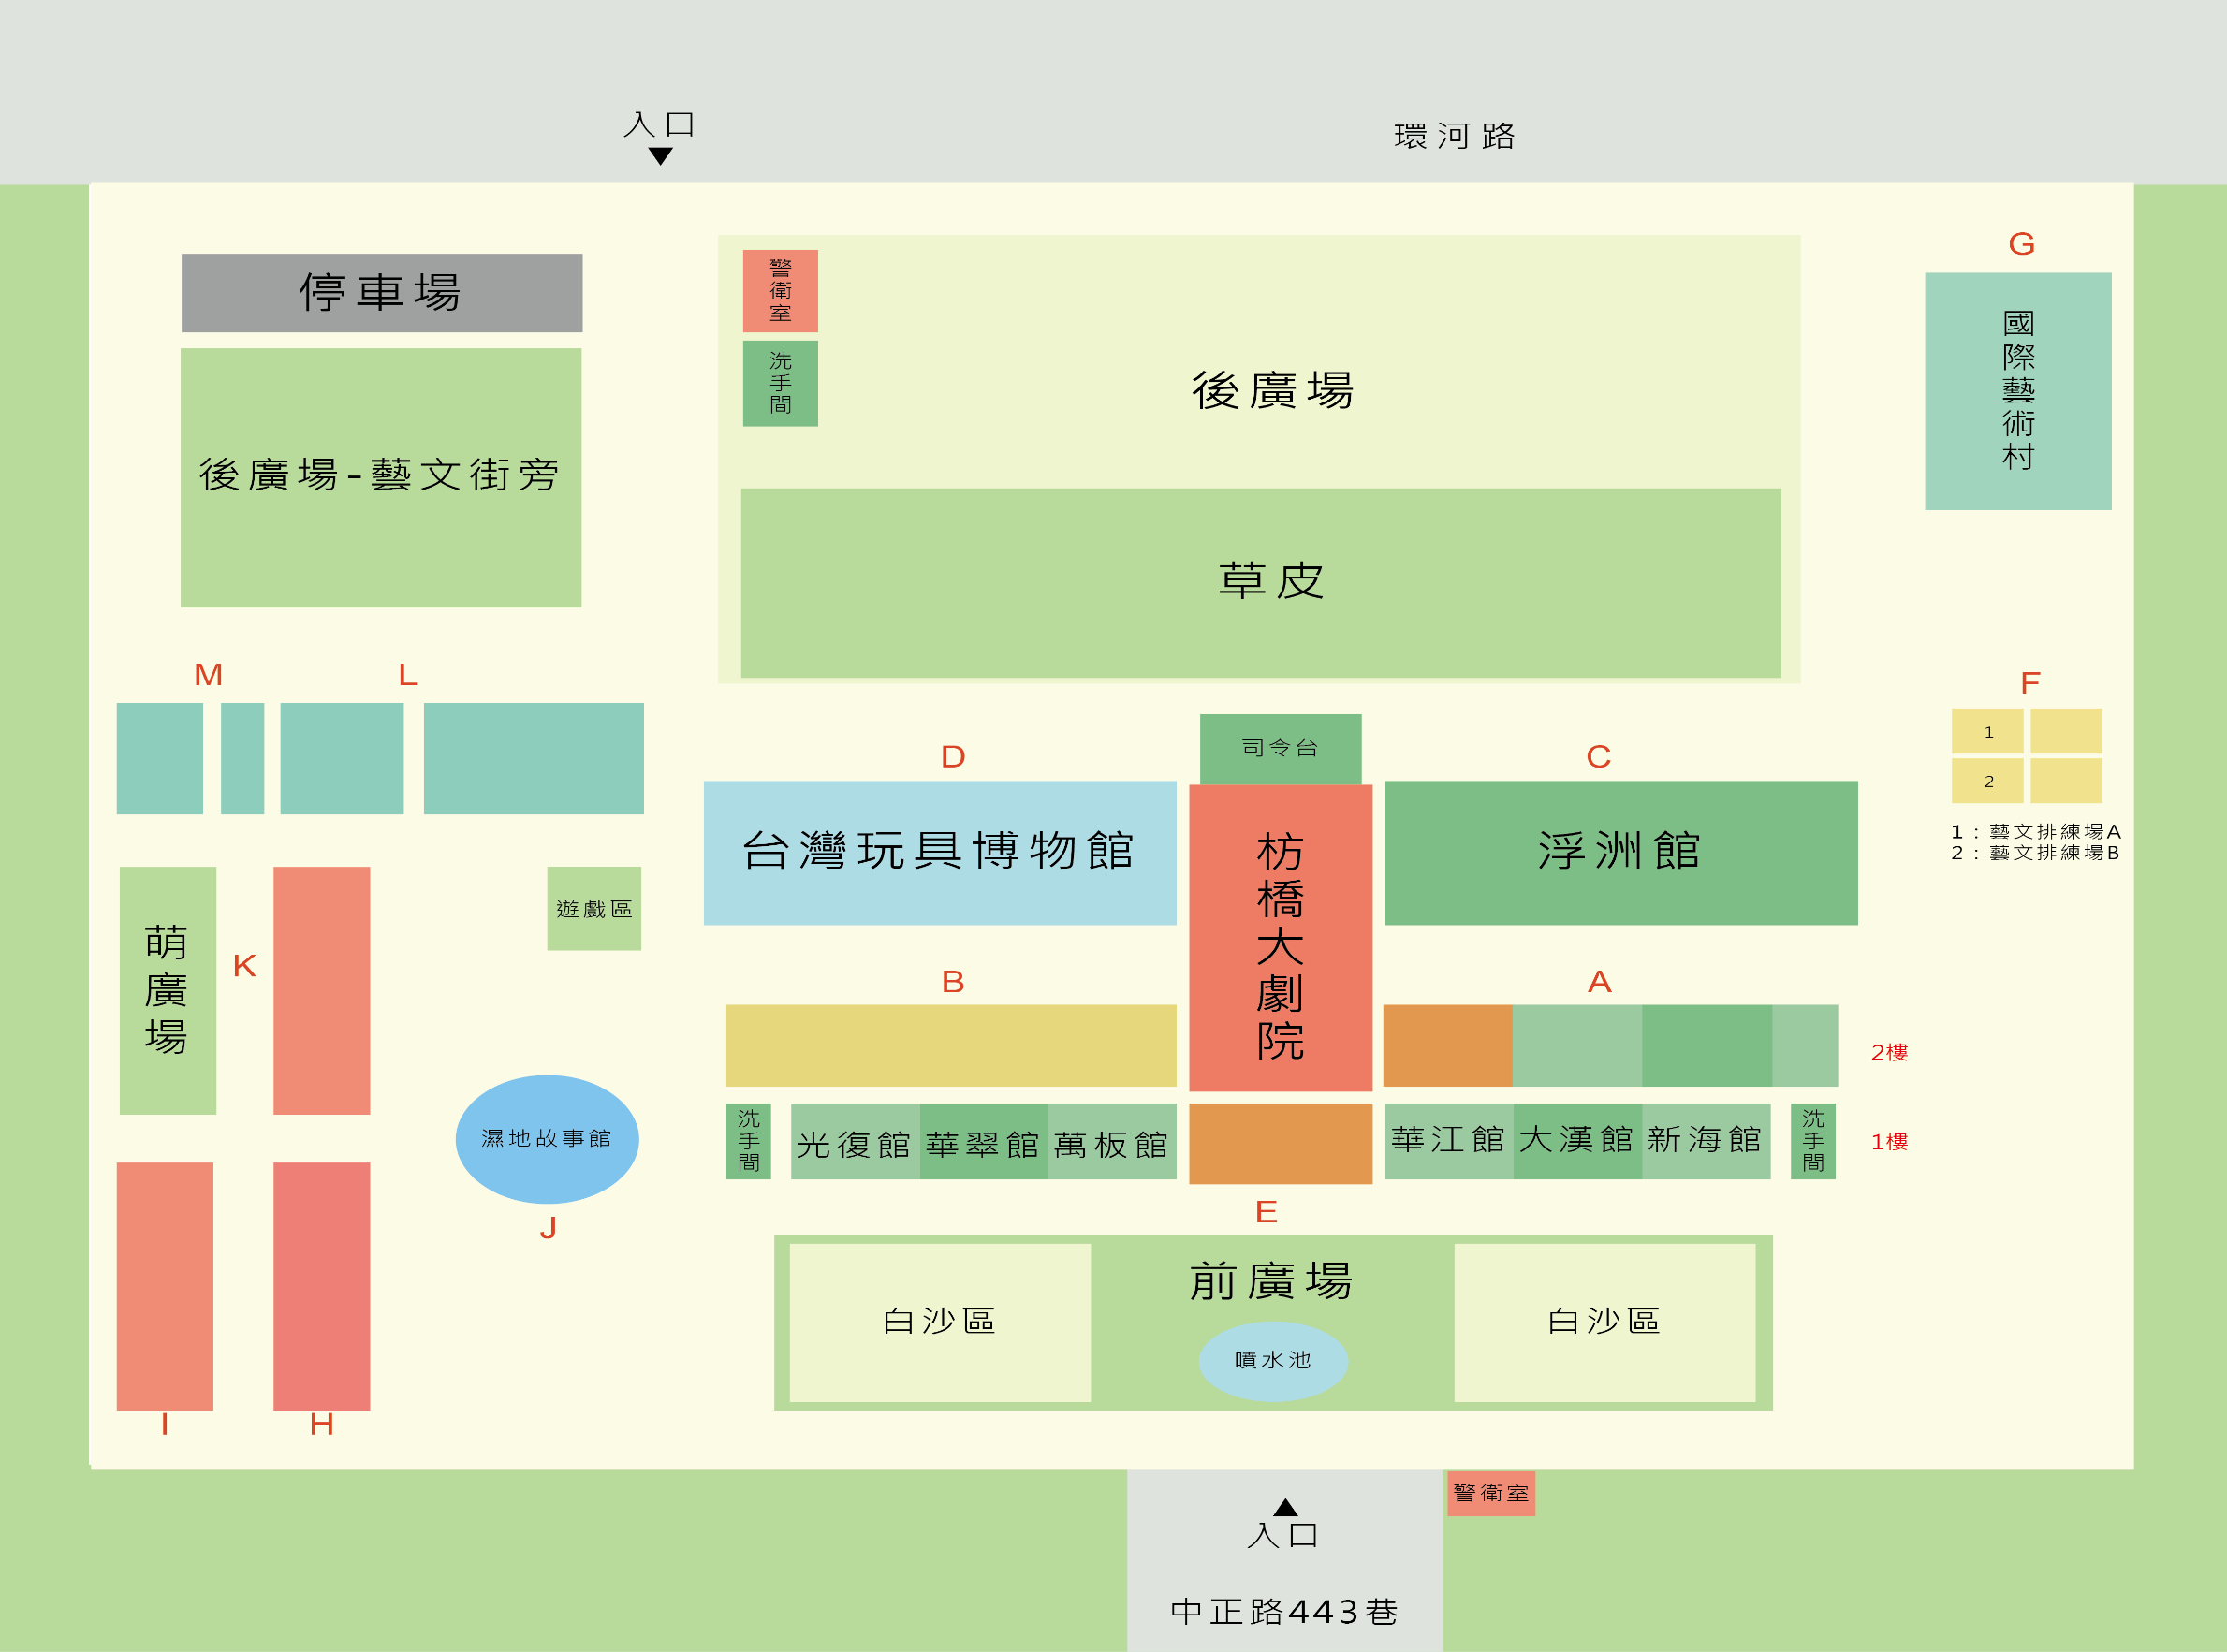 入口
環河路
停車場
警衛室
洗手間
後廣場
G
國際藝術村
後廣場-藝文街旁
草皮
M
L
F
1
2
1：藝文排練場A
2：藝文排練場B
司令台
D
C
台灣玩具博物館
枋橋大劇院
浮洲館
遊戲區
萌廣場
K
B
A
2樓
濕地故事館
J
洗手間
光復館
華翠館
萬板館
華江館
大漢館
新海館
洗手間
1樓
E
前廣場
白沙區
噴水池
白沙區
I
H
警衛室
入口
中正路443巷